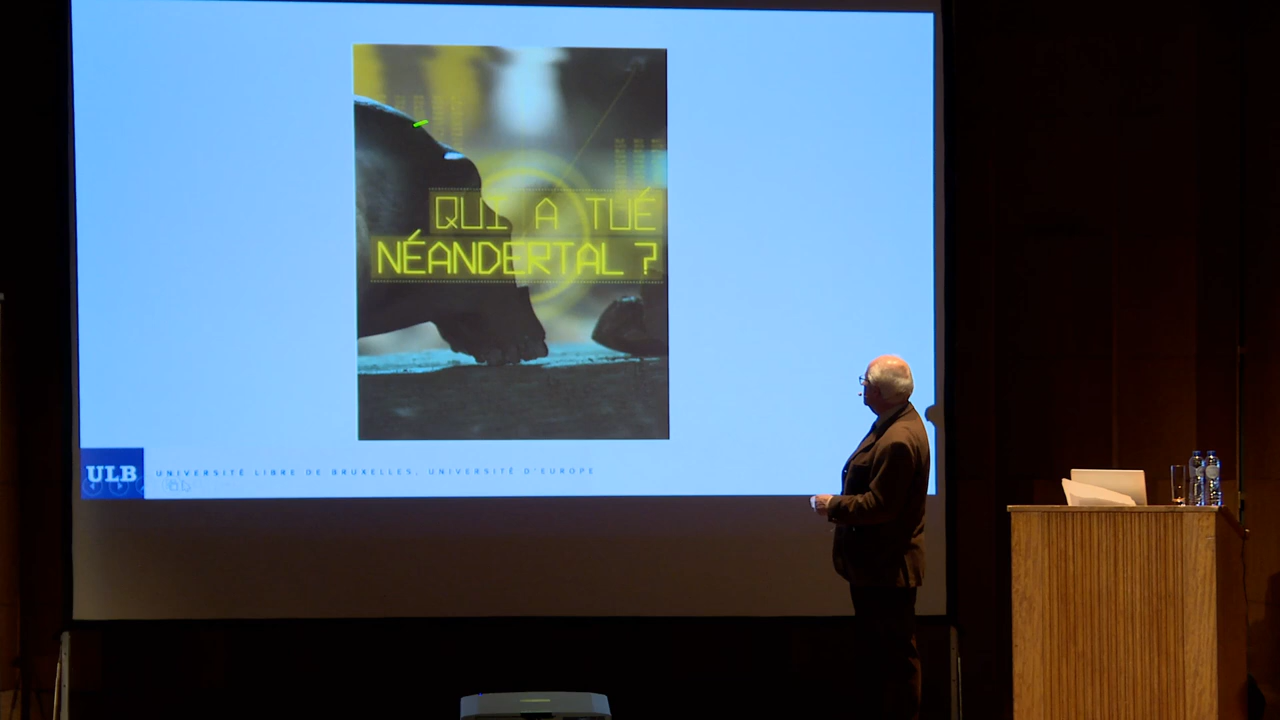 QUI A TUÉ
NÉANDERTAL ?
ULB
UNIVERSITÉ LIBRE DE BRUXELLES, UNIVERSITÉ D'EUROPE